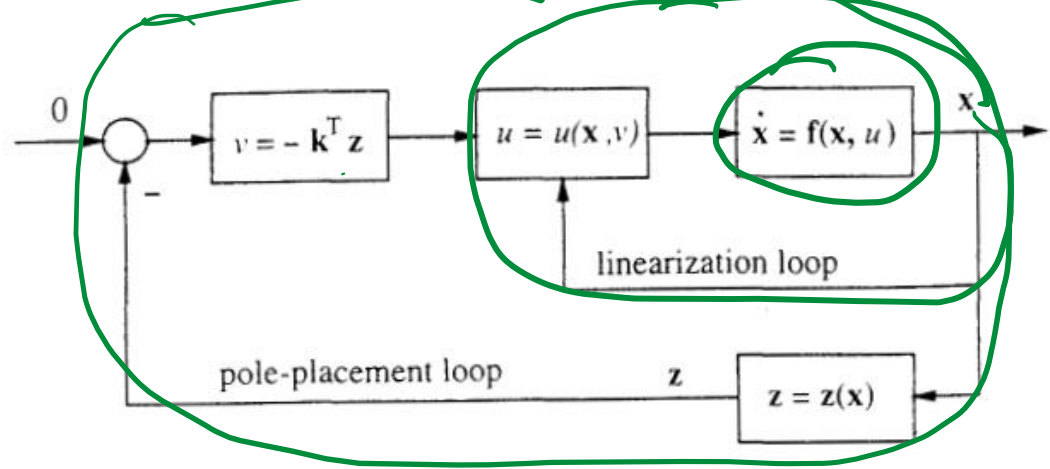 0
v = - k^T z
u = u(x ,v)
ẋ = f(x, u)
x
–
linearization loop
pole-placement loop
z
z = z(x)